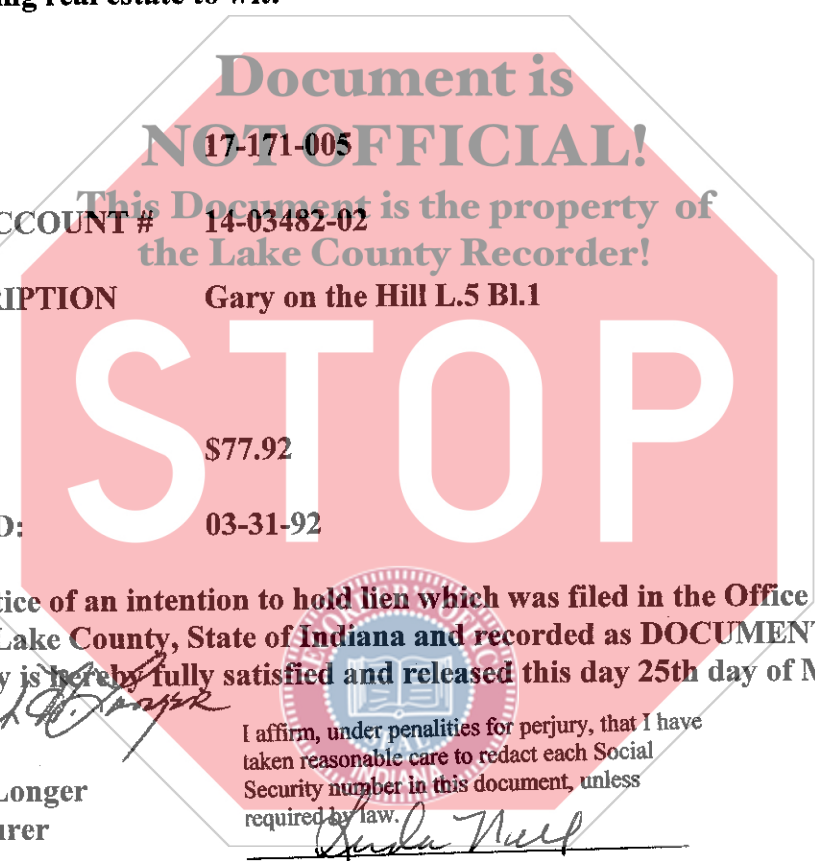 ng real estate to wit:
Document is
NOT OFFICIAL!
17-171-005
This Document is the property of
CCOUNT # 14-03482-02
the Lake County Recorder!
RIPTION Gary on the Hill L.5 Bl.1
STOP
$77.92
D: 03-31-92
tice of an intention to hold lien which was filed in the Office
Lake County, State of Indiana and recorded as DOCUMENT
y is hereby fully satisfied and released this day 25th day of M
I affirm, under penalities for perjury, that I have
taken reasonable care to redact each Social
Security number in this document, unless
required by law.
Longer
urer
SEAL
INDIANA